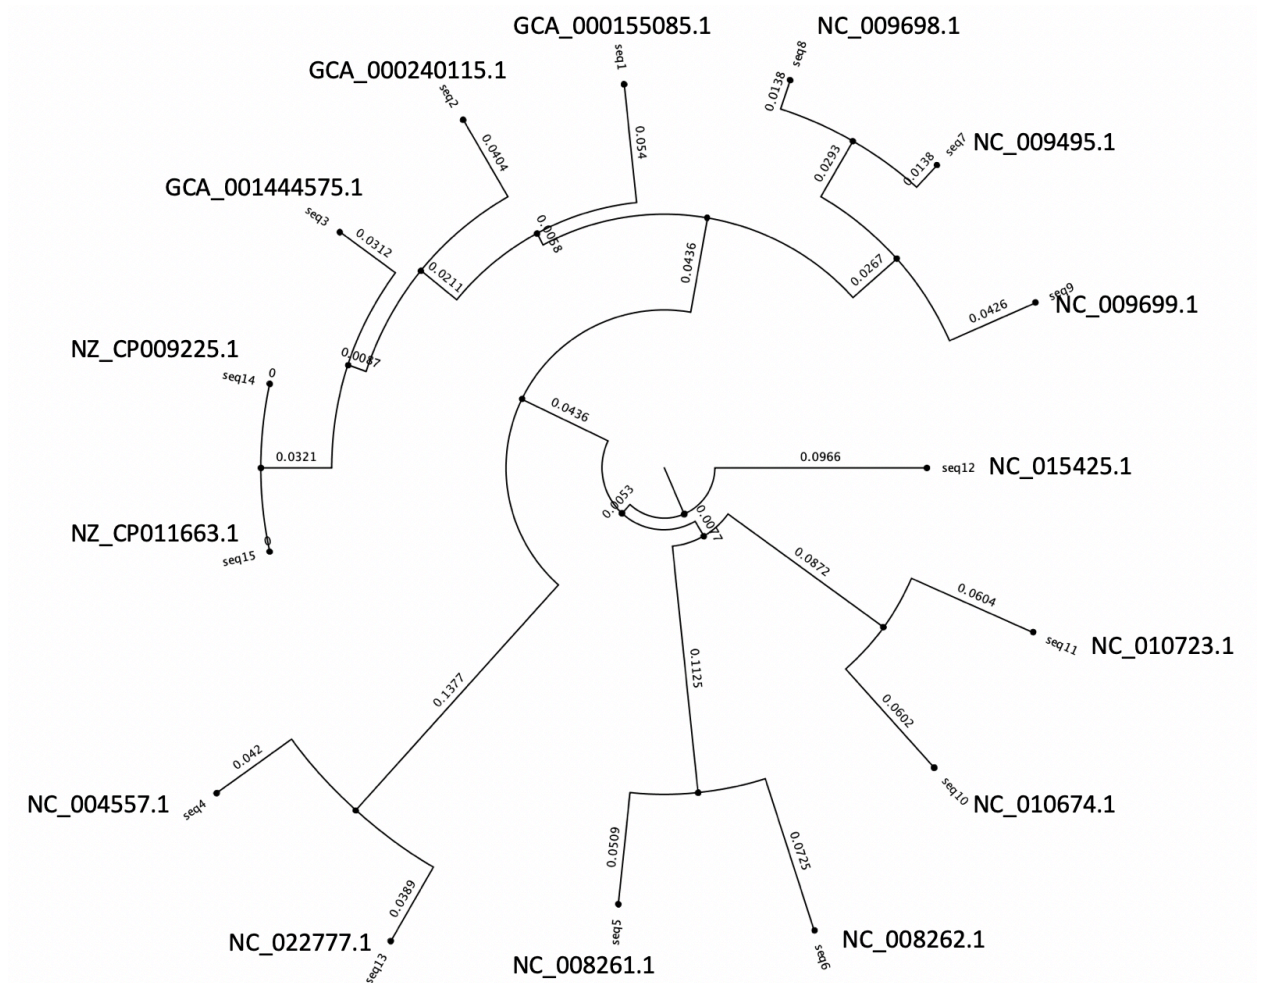 GCA_000155085.1
seq1
0.054
NC_009698.1
seq8
0.0138
GCA_000240115.1
seq2
0.0404
NC_009495.1
seq7
0.0138
0.0293
GCA_001444575.1
seq3
0.0312
0.0211
0.0058
0.0436
0.0267
seq9
NC_009699.1
0.0426
NZ_CP009225.1
seq14
0
0.0087
0.0321
0.0436
0.0966
seq12
NC_015425.1
NZ_CP011663.1
seq15
0
0.0053
0.0077
0.0872
0.0604
seq11
NC_010723.1
0.1125
0.1377
0.0602
seq10
NC_010674.1
0.042
seq4
NC_004557.1
0.0389
seq13
NC_022777.1
0.0509
seq5
NC_008261.1
0.0725
seq6
NC_008262.1